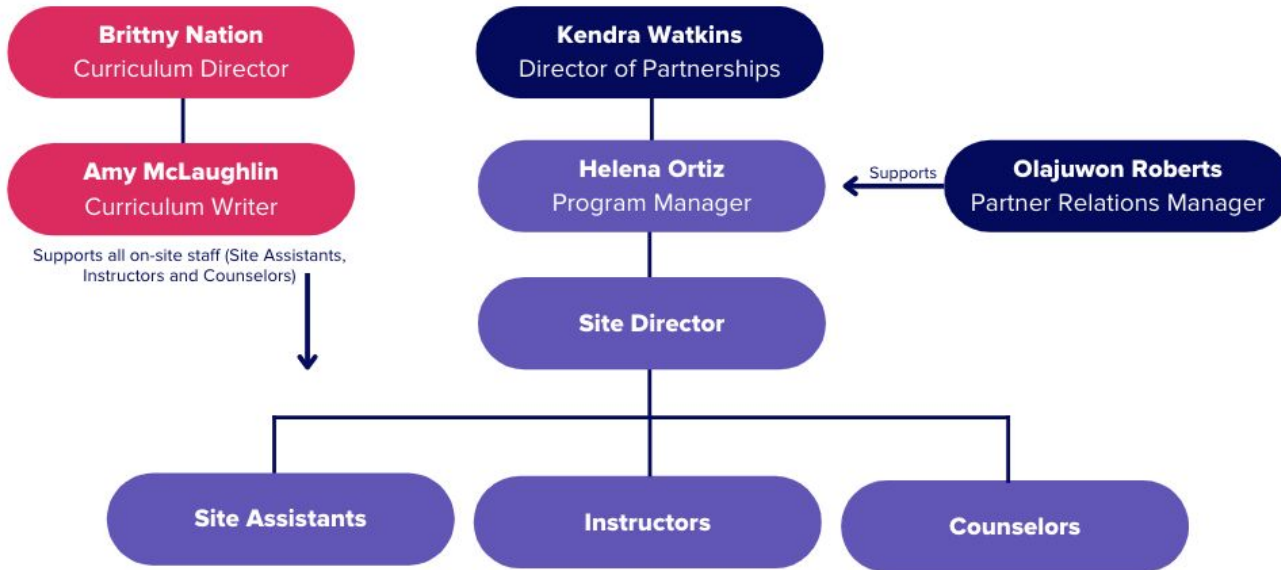 Brittny Nation
Curriculum Director
Kendra Watkins
Director of Partnerships
Amy McLaughlin
Curriculum Writer
Helena Ortiz
Program Manager
Supports
Olajuwon Roberts
Partner Relations Manager
Supports all on-site staff (Site Assistants,
Instructors and Counselors)
Site Director
Site Assistants
Instructors
Counselors